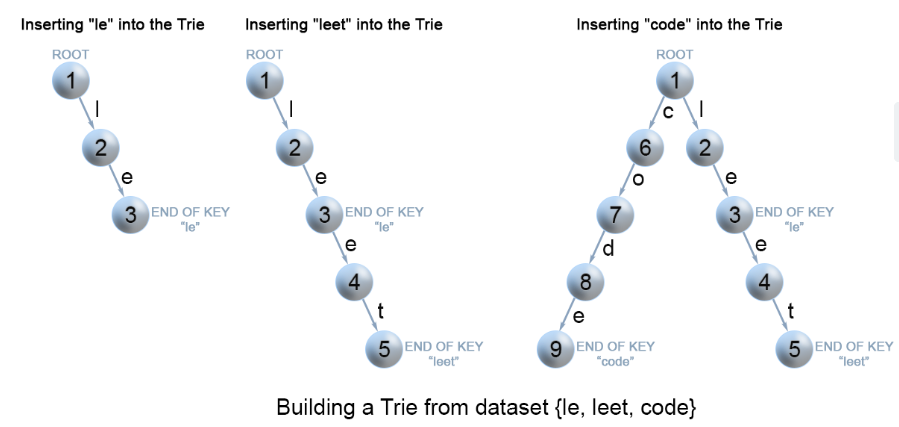 Inserting "le" into the Trie
ROOT
1
l
2
e
3 END OF KEY
"le"
Inserting "leet" into the Trie
ROOT
1
l
2
e
3 END OF KEY
"le"
e
4
t
5 END OF KEY
"leet"
Inserting "code" into the Trie
ROOT
1
c l
6 2
o e
7 3 END OF KEY
"le"
d e
8 4
e t
9 END OF KEY 5 END OF KEY
"code" "leet"
Building a Trie from dataset {le, leet, code}